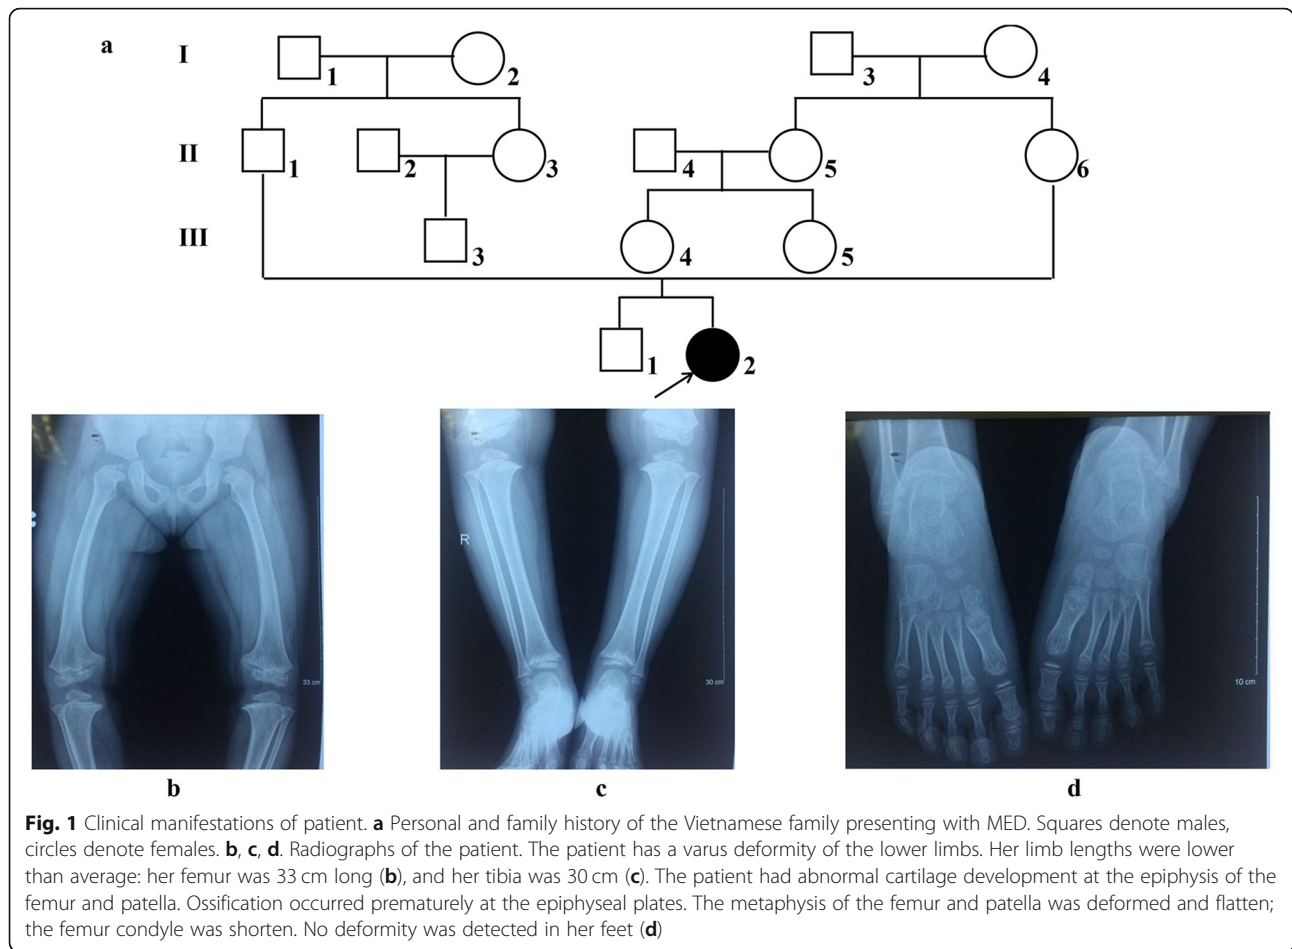 a
I
1
2
3
4
II
1
2
3
4
5
6
III
3
4
5
1
2
33 cm
R
30 cm
10 cm
b
c
d
Fig. 1 Clinical manifestations of patient. a Personal and family history of the Vietnamese family presenting with MED. Squares denote males,
circles denote females. b, c, d. Radiographs of the patient. The patient has a varus deformity of the lower limbs. Her limb lengths were lower
than average: her femur was 33 cm long (b), and her tibia was 30 cm (c). The patient had abnormal cartilage development at the epiphysis of the
femur and patella. Ossification occurred prematurely at the epiphyseal plates. The metaphysis of the femur and patella was deformed and flatten;
the femur condyle was shorten. No deformity was detected in her feet (d)